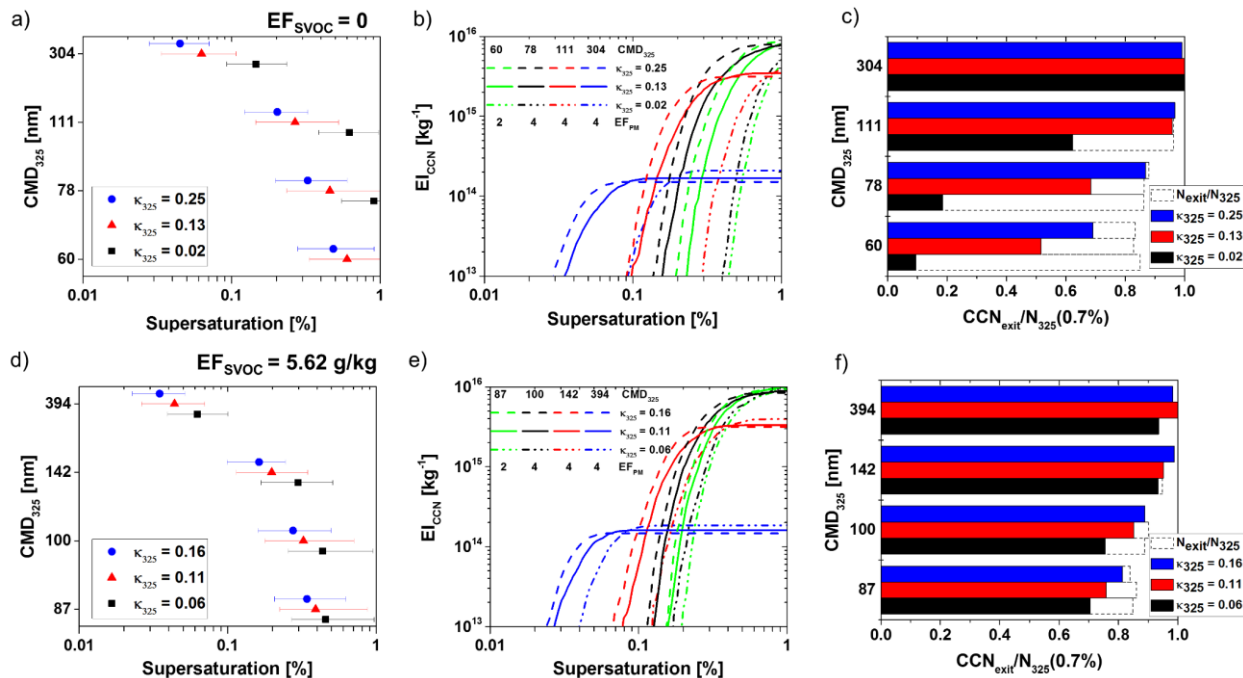 a)
EF_SVOC = 0
CMD_325 [nm]
304
111
78
60
κ_325 = 0.25
κ_325 = 0.13
κ_325 = 0.02
0.01 0.1 1
Supersaturation [%]
b)
EI_CCN [kg^-1]
10^16
10^15
10^14
10^13
60 78 111 304 CMD_325
κ_325 = 0.25
κ_325 = 0.13
κ_325 = 0.02
2 4 4 4 EF_PM
0.01 0.1 1
Supersaturation [%]
c)
CMD_325 [nm]
304
111
78
60
N_exit/N_325
κ_325 = 0.25
κ_325 = 0.13
κ_325 = 0.02
0.0 0.2 0.4 0.6 0.8 1.0
CCN_exit/N_325(0.7%)
d)
EF_SVOC = 5.62 g/kg
CMD_325 [nm]
394
142
100
87
κ_325 = 0.16
κ_325 = 0.11
κ_325 = 0.06
0.01 0.1 1
Supersaturation [%]
e)
EI_CCN [kg^-1]
10^16
10^15
10^14
10^13
87 100 142 394 CMD_325
κ_325 = 0.16
κ_325 = 0.11
κ_325 = 0.06
2 4 4 4 EF_PM
0.01 0.1 1
Supersaturation [%]
f)
CMD_325 [nm]
394
142
100
87
N_exit/N_325
κ_325 = 0.16
κ_325 = 0.11
κ_325 = 0.06
0.0 0.2 0.4 0.6 0.8 1.0
CCN_exit/N_325(0.7%)